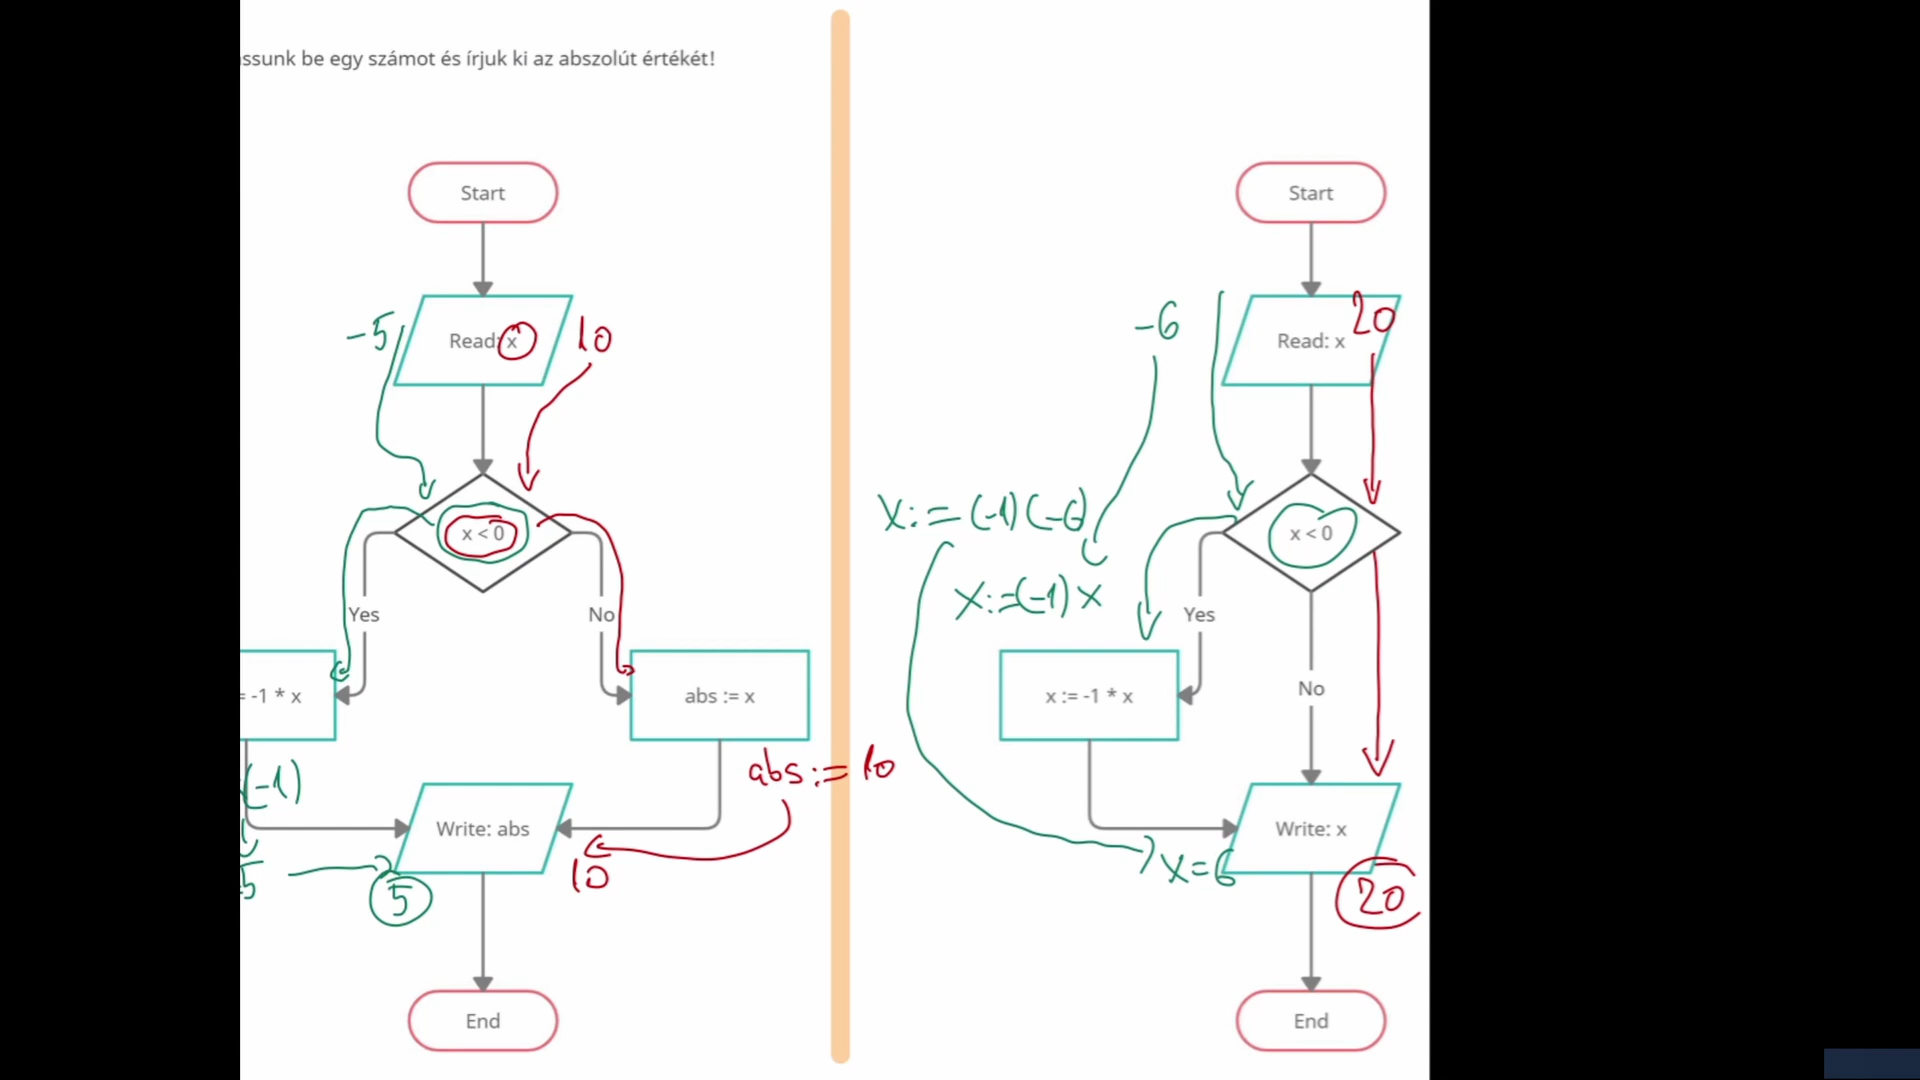 ssunk be egy számot és írjuk ki az abszolút értékét!
Start
Read: x
-5
10
x < 0
Yes
No
= -1 * x
abs := x
(-1)
abs := 10
Write: abs
5
5
10
End
Start
Read: x
20
-6
x < 0
x := (-1)(-6)
x := (-1) x
Yes
No
x := -1 * x
Write: x
x = 6
20
End